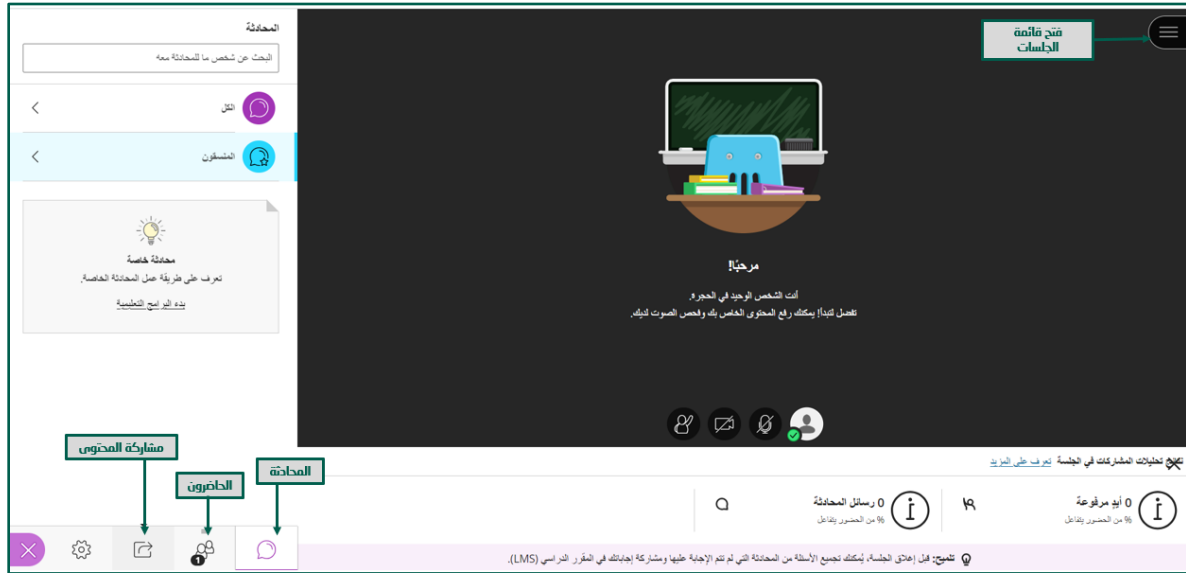 فتح قائمة
الجلسات
مرحبًا!
أنت الشخص الوحيد في الحجرة.
تفضل لتبدأ! يمكنك رفع المحتوى الخاص بك وفحص الصوت لديك.
المحادثة
البحث عن شخص ما للمحادثة معه
الكل
المنسقون
محادثة خاصة
تعرف على طريقة عمل المحادثة الخاصة.
بدء البرامج التعليمية
مشاركة المحتوى
الحاضرون
المحادثة
1
تحليلات المشاركات في الجلسة تعرف على المزيد
0 أيدٍ مرفوعة
% من الحضور يتفاعل
0 رسائل المحادثة
% من الحضور يتفاعل
تلميح: قبل إغلاق الجلسة، يُمكنك تجميع الأسئلة من المحادثة التي لم تتم الإجابة عليها ومشاركة إجاباتك في المقرر الدراسي (LMS).